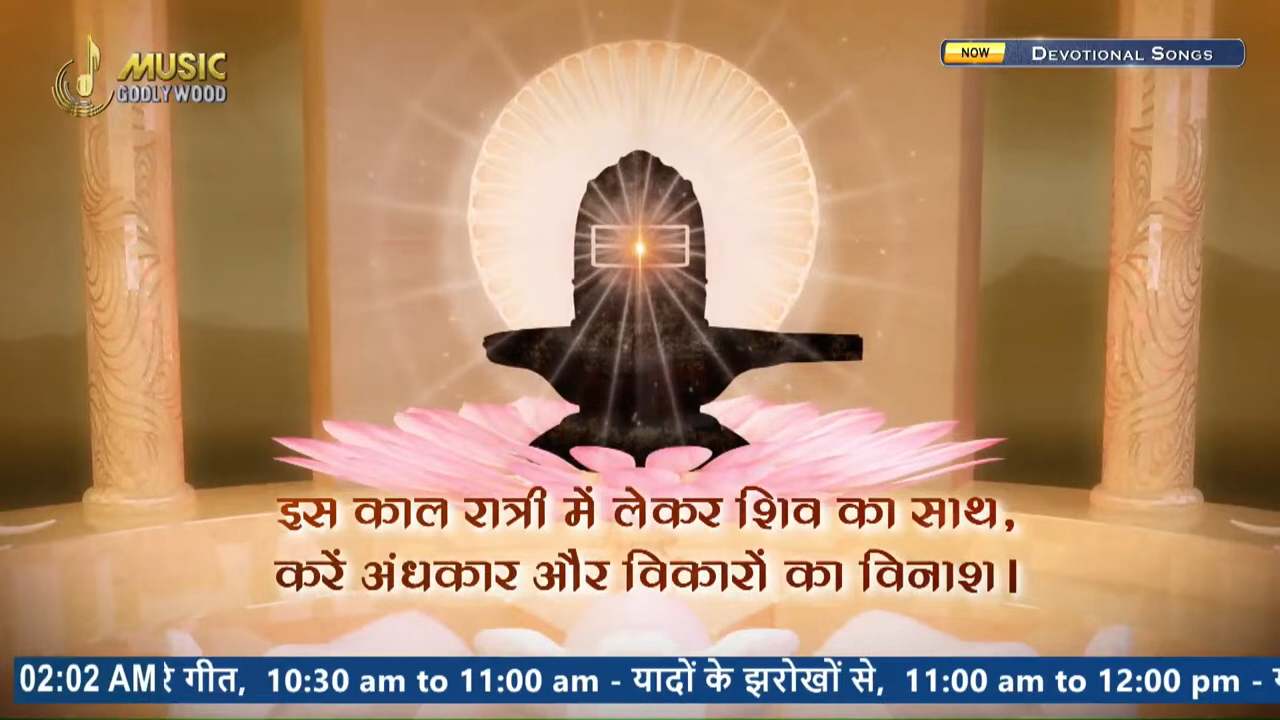 MUSIC
GODLYWOOD
NOW
DEVOTIONAL SONGS
इस काल रात्री में लेकर शिव का साथ,
करें अंधकार और विकारों का विनाश।
02:02 AM रे गीत, 10:30 am to 11:00 am - यादों के झरोखों से, 11:00 am to 12:00 pm -